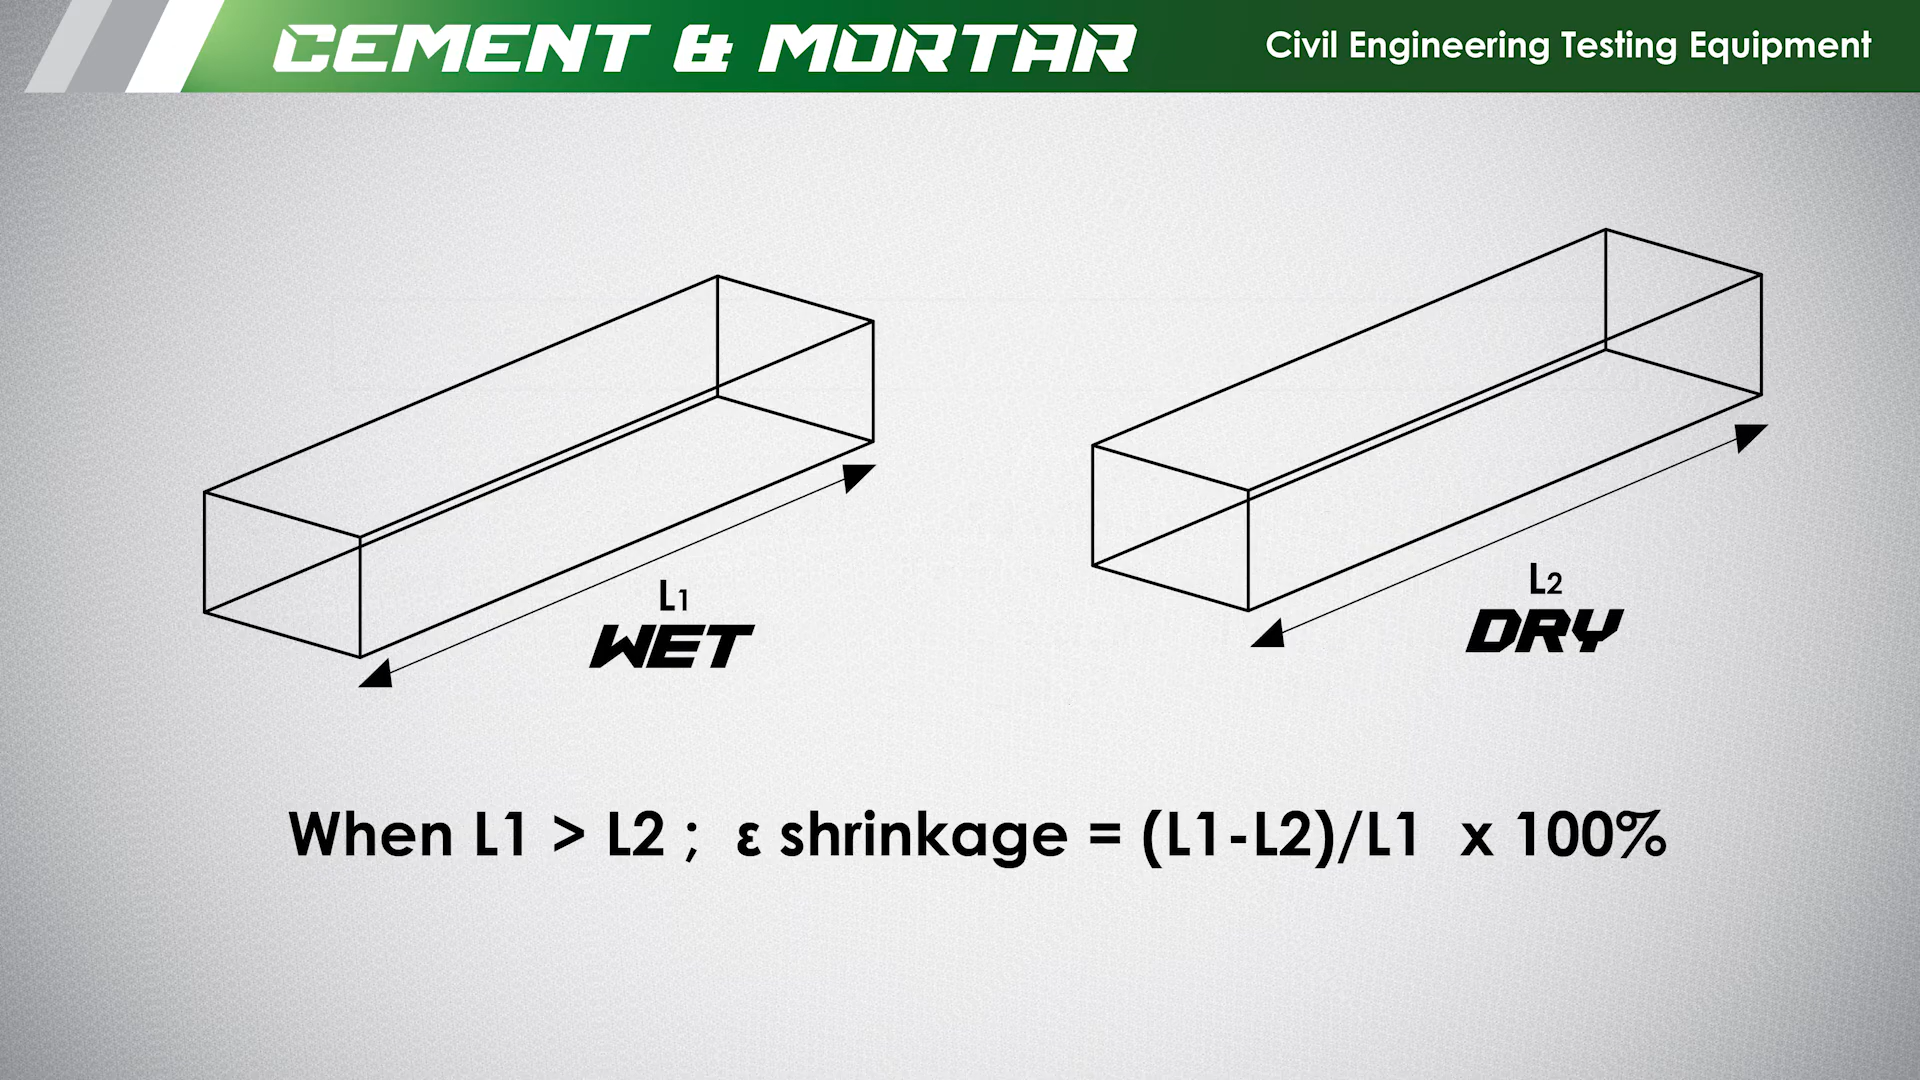 CEMENT & MORTAR
Civil Engineering Testing Equipment
L1
WET
L2
DRY
When L1 > L2 ; ε shrinkage = (L1-L2)/L1 x 100%